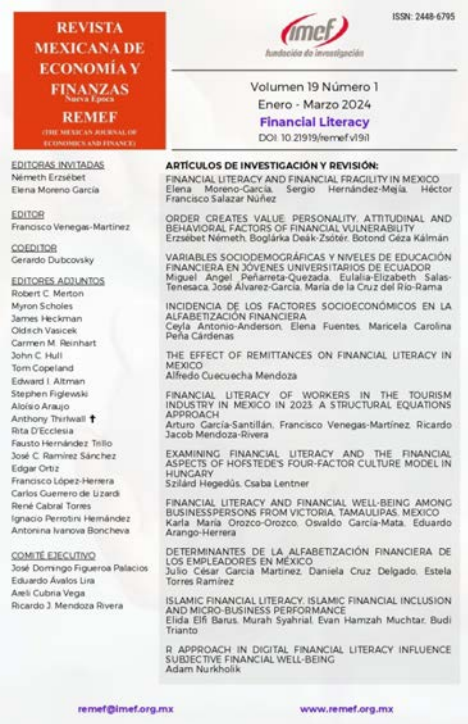 REVISTA
MEXICANA DE
ECONOMÍA Y
FINANZAS
Nueva Época
REMEF
(THE MEXICAN JOURNAL OF
ECONOMICS AND FINANCE)
imef
fundación de investigación
ISSN: 2448-6795
Volumen 19 Número 1
Enero - Marzo 2024
Financial Literacy
DOI: 10.21919/remef.v19i1
EDITORAS INVITADAS
Németh Erzsébet
Elena Moreno García
EDITOR
Francisco Venegas-Martínez
COEDITOR
Gerardo Dubcovsky
EDITORES ADJUNTOS
Robert C. Merton
Myron Scholes
James Heckman
Oldrich Vasicek
Carmen M. Reinhart
John C. Hull
Tom Copeland
Edward I. Altman
Stephen Figlewski
Aloisio Araujo
Anthony Thirlwall ✝
Rita D'Ecclesia
Fausto Hernández Trillo
José C. Ramírez Sánchez
Edgar Ortiz
Francisco López-Herrera
Carlos Guerrero de Lizardi
René Cabral Torres
Ignacio Perrotini Hernández
Antonina Ivanova Boncheva
COMITÉ EJECUTIVO
José Domingo Figueroa Palacios
Eduardo Ávalos Lira
Areli Cubria Vega
Ricardo J. Mendoza Rivera
ARTÍCULOS DE INVESTIGACIÓN Y REVISIÓN:
FINANCIAL LITERACY AND FINANCIAL FRAGILITY IN MEXICO
Elena Moreno-García, Sergio Hernández-Mejía, Héctor
Francisco Salazar Núñez
ORDER CREATES VALUE PERSONALITY, ATTITUDINAL AND
BEHAVIORAL FACTORS OF FINANCIAL VULNERABILITY
Erzsébet Németh, Boglárka Deák-Zsótér, Botond Géza Kálmán
VARIABLES SOCIODEMOGRÁFICAS Y NIVELES DE EDUCACIÓN
FINANCIERA EN JÓVENES UNIVERSITARIOS DE ECUADOR
Miguel Angel Peñarreta-Quezada, Eulalia-Elizabeth Salas-
Tenesaca, José Álvarez-García, María de la Cruz del Río-Rama
INCIDENCIA DE LOS FACTORES SOCIOECONÓMICOS EN LA
ALFABETIZACIÓN FINANCIERA
Ceyla Antonio-Anderson, Elena Fuentes, Maricela Carolina
Peña Cárdenas
THE EFFECT OF REMITTANCES ON FINANCIAL LITERACY IN
MEXICO
Alfredo Cuecuecha Mendoza
FINANCIAL LITERACY OF WORKERS IN THE TOURISM
INDUSTRY IN MEXICO IN 2023: A STRUCTURAL EQUATIONS
APPROACH
Arturo García-Santillán, Francisco Venegas-Martínez, Ricardo
Jacob Mendoza-Rivera
EXAMINING FINANCIAL LITERACY AND THE FINANCIAL
ASPECTS OF HOFSTEDE'S FOUR-FACTOR CULTURE MODEL IN
HUNGARY
Szilárd Hegedűs, Csaba Lentner
FINANCIAL LITERACY AND FINANCIAL WELL-BEING AMONG
BUSINESSPERSONS FROM VICTORIA, TAMAULIPAS, MEXICO
Karla María Orozco-Orozco, Osvaldo García-Mata, Eduardo
Arango-Herrera
DETERMINANTES DE LA ALFABETIZACIÓN FINANCIERA DE
LOS EMPLEADORES EN MÉXICO
Julio César García Martínez, Daniela Cruz Delgado, Estela
Torres Ramírez
ISLAMIC FINANCIAL LITERACY, ISLAMIC FINANCIAL INCLUSION
AND MICRO-BUSINESS PERFORMANCE
Elida Elfi Barus, Murah Syahrial, Evan Hamzah Muchtar, Budi
Trianto
R APPROACH IN DIGITAL FINANCIAL LITERACY INFLUENCE
SUBJECTIVE FINANCIAL WELL-BEING
Adam Nurkholik
remef@imef.org.mx
www.remef.org.mx